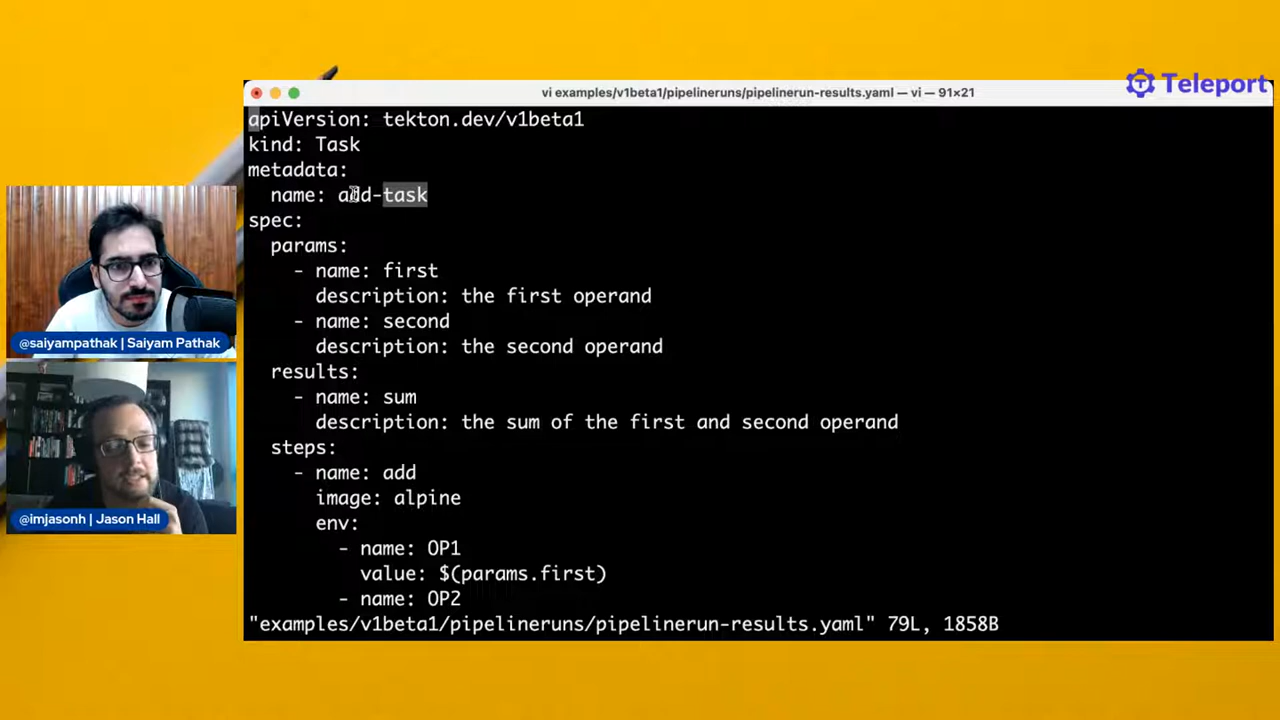 Teleport
vi examples/v1beta1/pipelineruns/pipelinerun-results.yaml — vi — 91×21
apiVersion: tekton.dev/v1beta1
kind: Task
metadata:
  name: add-task
spec:
  params:
    - name: first
      description: the first operand
    - name: second
      description: the second operand
  results:
    - name: sum
      description: the sum of the first and second operand
  steps:
    - name: add
      image: alpine
      env:
        - name: OP1
          value: $(params.first)
        - name: OP2
"examples/v1beta1/pipelineruns/pipelinerun-results.yaml" 79L, 1858B
@saiyampathak | Saiyam Pathak
@imjasonh | Jason Hall